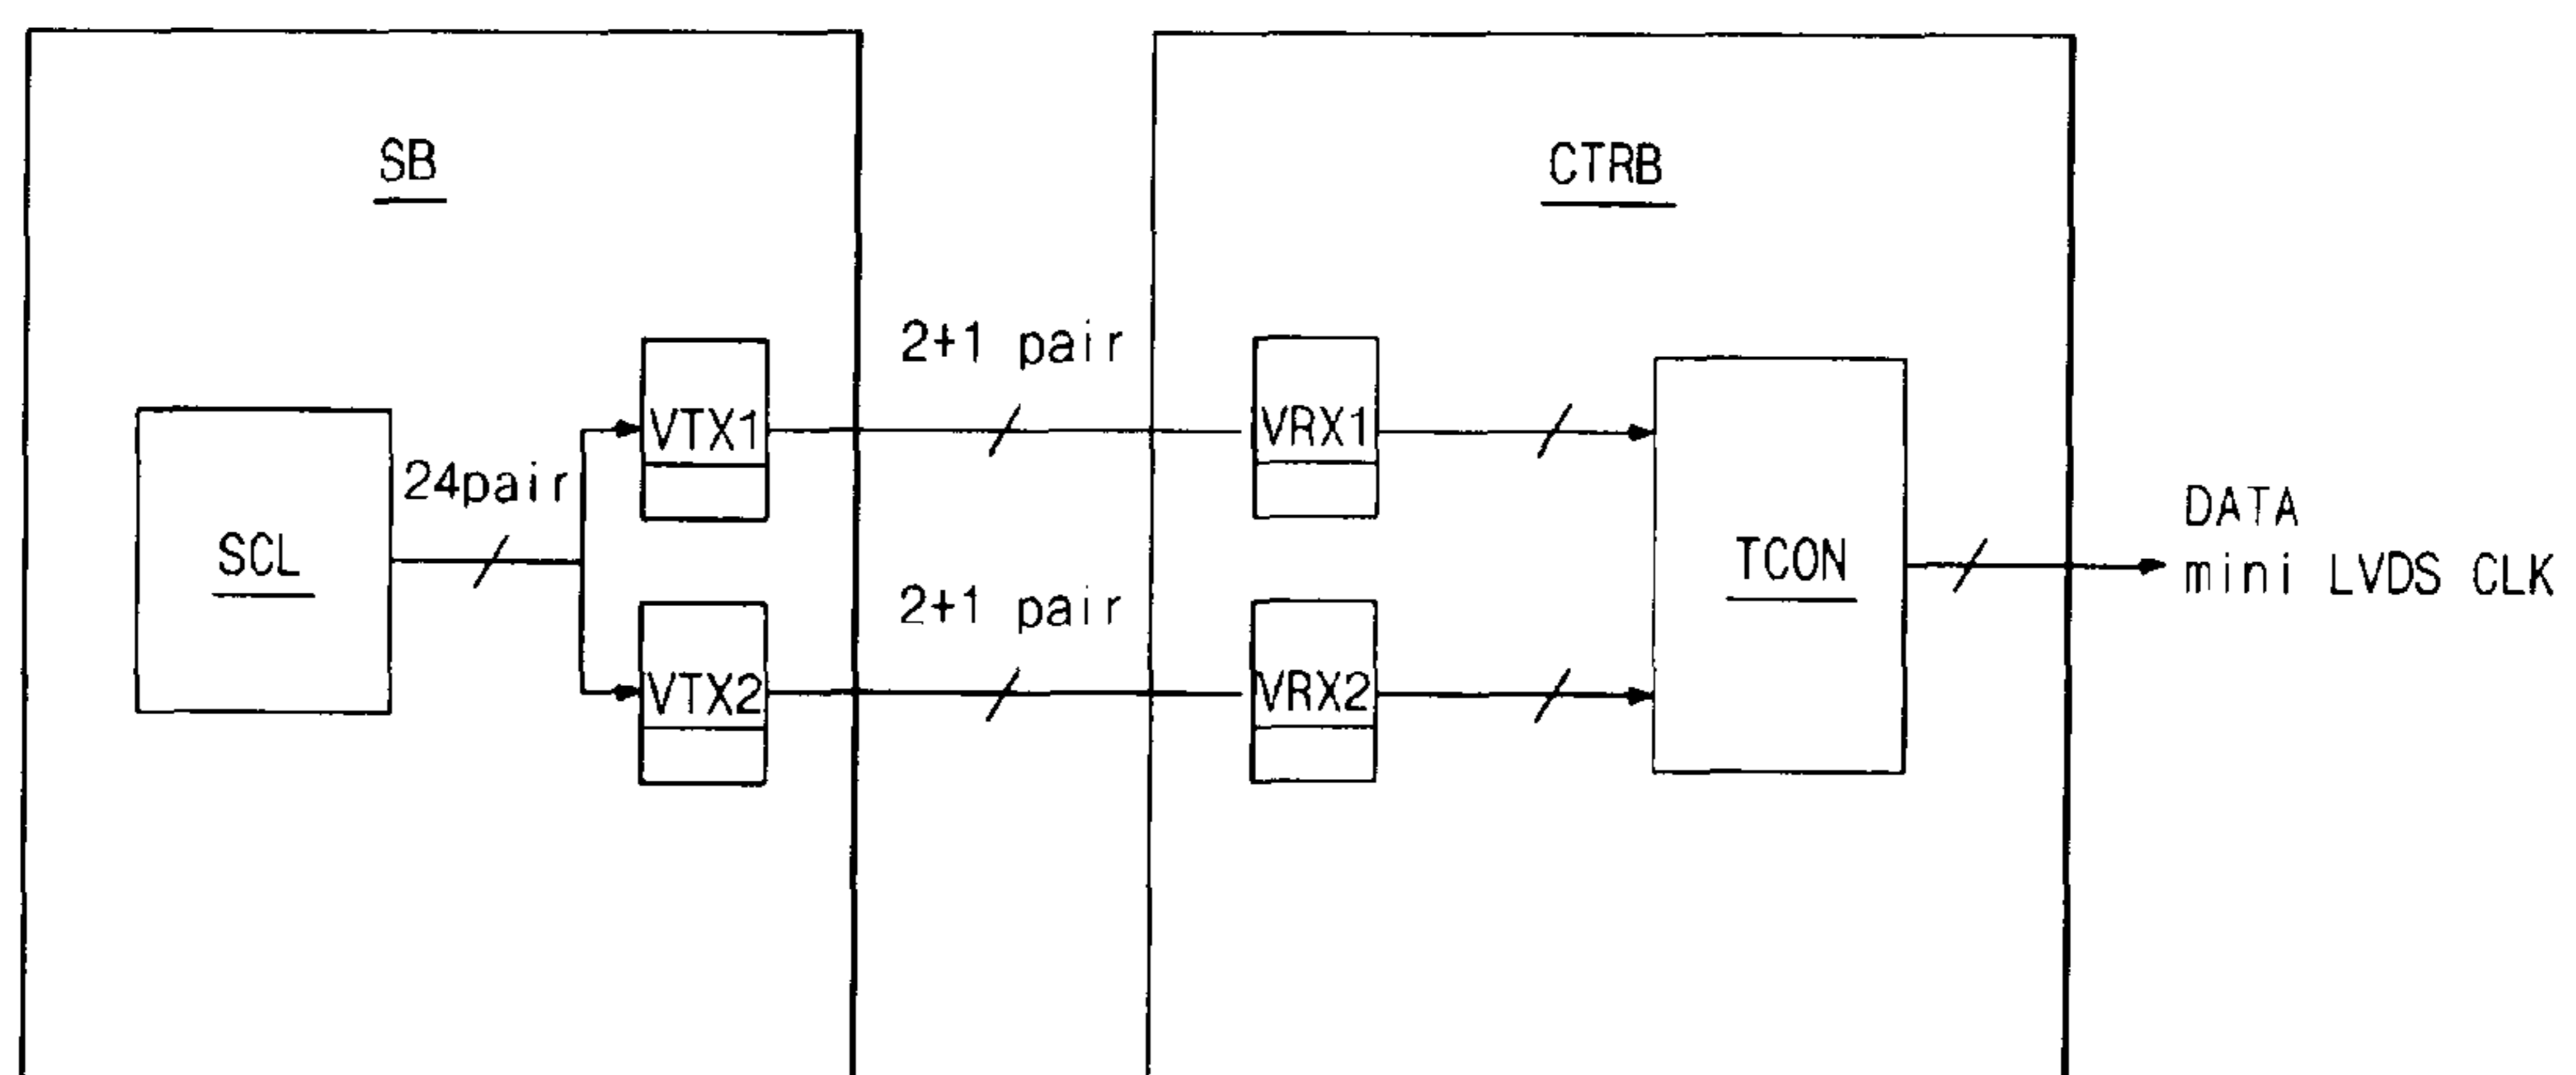 SB
CTRB
2+1 pair
VTX1
VRX1
24pair
SCL
TCON
DATA
mini LVDS CLK
2+1 pair
VTX2
VRX2